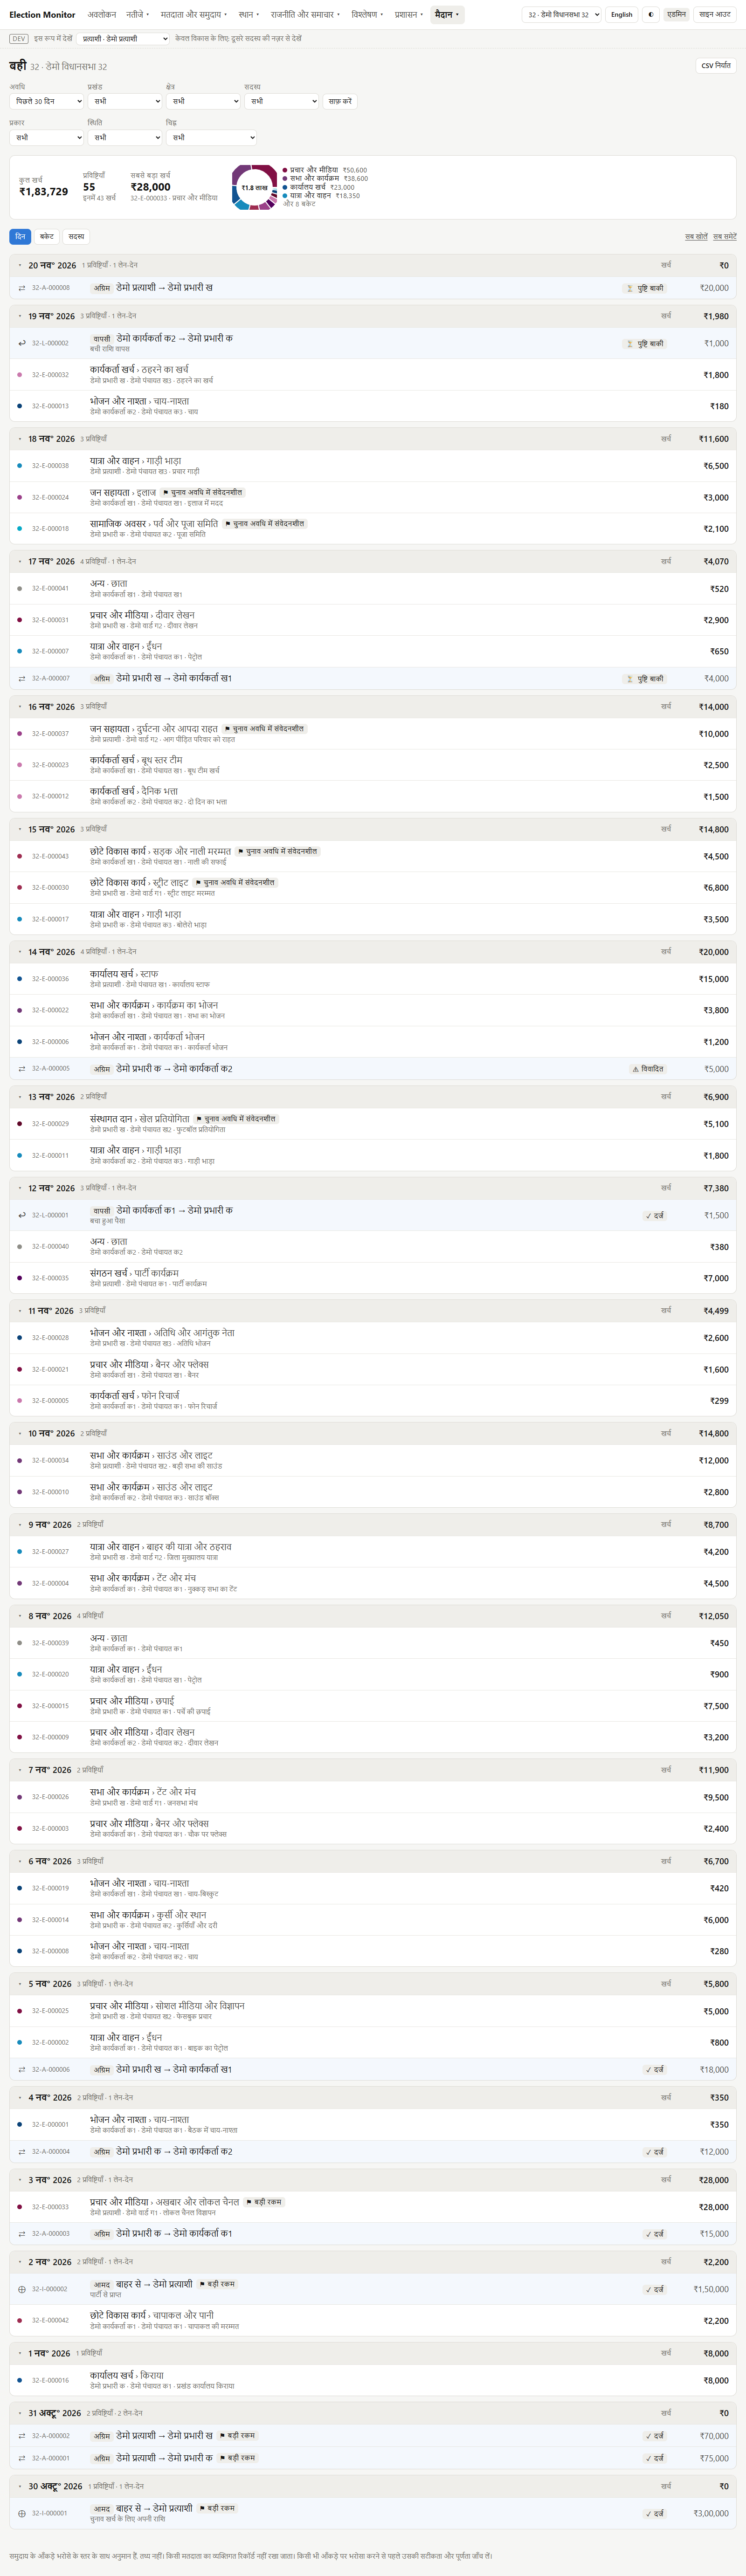 Election Monitor अवलोकन नतीजे ▾ मतदाता और समुदाय ▾ स्थान ▾ राजनीति और समाचार ▾ विश्लेषण ▾ प्रशासन ▾ मैदान ▾ 32 · डेमो विधानसभा 32 English एडमिन साइन आउट
DEV इस रूप में देखें प्रत्याशी · डेमो प्रत्याशी केवल विकास के लिए: दूसरे सदस्य की नज़र से देखें
बही 32 · डेमो विधानसभा 32 CSV निर्यात
अवधि प्रखंड क्षेत्र सदस्य
पिछले 30 दिन सभी सभी सभी साफ़ करें
प्रकार स्थिति चिह्न
सभी सभी सभी
कुल खर्च
₹1,83,729
प्रविष्टियाँ
55
इनमें 43 खर्च
सबसे बड़ा खर्च
₹28,000
32-E-000033 · प्रचार और मीडिया
₹1.8 लाख
प्रचार और मीडिया ₹50,600
सभा और कार्यक्रम ₹38,600
कार्यालय खर्च ₹23,000
यात्रा और वाहन ₹18,350
और 8 बकेट
दिन बकेट सदस्य सब खोलें सब समेटें
20 नव॰ 2026 1 प्रविष्टियाँ · 1 लेन-देन खर्च ₹0
32-A-000008 अग्रिम डेमो प्रत्याशी → डेमो प्रभारी ख ⏳ पुष्टि बाकी ₹20,000
19 नव॰ 2026 3 प्रविष्टियाँ · 1 लेन-देन खर्च ₹1,980
32-L-000002 वापसी डेमो कार्यकर्ता क2 → डेमो प्रभारी क ⏳ पुष्टि बाकी ₹1,000
बची राशि वापस
32-E-000032 कार्यकर्ता खर्च › ठहरने का खर्च ₹1,800
डेमो प्रभारी ख · डेमो पंचायत ख3 · ठहरने का खर्च
32-E-000013 भोजन और नाश्ता › चाय-नाश्ता ₹180
डेमो कार्यकर्ता क2 · डेमो पंचायत क3 · चाय
18 नव॰ 2026 3 प्रविष्टियाँ खर्च ₹11,600
32-E-000038 यात्रा और वाहन › गाड़ी भाड़ा ₹6,500
डेमो प्रत्याशी · डेमो पंचायत ख3 · प्रचार गाड़ी
32-E-000024 जन सहायता › इलाज ⚑ चुनाव अवधि में संवेदनशील ₹3,000
डेमो कार्यकर्ता ख1 · डेमो पंचायत ख1 · इलाज में मदद
32-E-000018 सामाजिक अवसर › पर्व और पूजा समिति ⚑ चुनाव अवधि में संवेदनशील ₹2,100
डेमो प्रभारी क · डेमो पंचायत क2 · पूजा समिति
17 नव॰ 2026 4 प्रविष्टियाँ · 1 लेन-देन खर्च ₹4,070
32-E-000041 अन्य · छाता ₹520
डेमो कार्यकर्ता ख1 · डेमो पंचायत ख1
32-E-000031 प्रचार और मीडिया › दीवार लेखन ₹2,900
डेमो प्रभारी ख · डेमो वार्ड ग2 · दीवार लेखन
32-E-000007 यात्रा और वाहन › ईंधन ₹650
डेमो कार्यकर्ता क1 · डेमो पंचायत क1 · पेट्रोल
32-A-000007 अग्रिम डेमो प्रभारी ख → डेमो कार्यकर्ता ख1 ⏳ पुष्टि बाकी ₹4,000
16 नव॰ 2026 3 प्रविष्टियाँ खर्च ₹14,000
32-E-000037 जन सहायता › दुर्घटना और आपदा राहत ⚑ चुनाव अवधि में संवेदनशील ₹10,000
डेमो प्रत्याशी · डेमो वार्ड ग2 · आग पीड़ित परिवार को राहत
32-E-000023 कार्यकर्ता खर्च › बूथ स्तर टीम ₹2,500
डेमो कार्यकर्ता ख1 · डेमो पंचायत ख1 · बूथ टीम खर्च
32-E-000012 कार्यकर्ता खर्च › दैनिक भत्ता ₹1,500
डेमो कार्यकर्ता क2 · डेमो पंचायत क2 · दो दिन का भत्ता
15 नव॰ 2026 3 प्रविष्टियाँ खर्च ₹14,800
32-E-000043 छोटे विकास कार्य › सड़क और नाली मरम्मत ⚑ चुनाव अवधि में संवेदनशील ₹4,500
डेमो कार्यकर्ता ख1 · डेमो पंचायत ख1 · नाली की सफाई
32-E-000030 छोटे विकास कार्य › स्ट्रीट लाइट ⚑ चुनाव अवधि में संवेदनशील ₹6,800
डेमो प्रभारी ख · डेमो वार्ड ग1 · स्ट्रीट लाइट मरम्मत
32-E-000017 यात्रा और वाहन › गाड़ी भाड़ा ₹3,500
डेमो प्रभारी क · डेमो पंचायत क3 · बोलेरो भाड़ा
14 नव॰ 2026 4 प्रविष्टियाँ · 1 लेन-देन खर्च ₹20,000
32-E-000036 कार्यालय खर्च › स्टाफ ₹15,000
डेमो प्रत्याशी · डेमो पंचायत ख1 · कार्यालय स्टाफ
32-E-000022 सभा और कार्यक्रम › कार्यक्रम का भोजन ₹3,800
डेमो कार्यकर्ता ख1 · डेमो पंचायत ख1 · सभा का भोजन
32-E-000006 भोजन और नाश्ता › कार्यकर्ता भोजन ₹1,200
डेमो कार्यकर्ता क1 · डेमो पंचायत क1 · कार्यकर्ता भोजन
32-A-000005 अग्रिम डेमो प्रभारी क → डेमो कार्यकर्ता क2 ⚠ विवादित ₹5,000
13 नव॰ 2026 2 प्रविष्टियाँ खर्च ₹6,900
32-E-000029 संस्थागत दान › खेल प्रतियोगिता ⚑ चुनाव अवधि में संवेदनशील ₹5,100
डेमो प्रभारी ख · डेमो पंचायत ख2 · फुटबॉल प्रतियोगिता
32-E-000011 यात्रा और वाहन › गाड़ी भाड़ा ₹1,800
डेमो कार्यकर्ता क2 · डेमो पंचायत क3 · गाड़ी भाड़ा
12 नव॰ 2026 3 प्रविष्टियाँ · 1 लेन-देन खर्च ₹7,380
32-L-000001 वापसी डेमो कार्यकर्ता क1 → डेमो प्रभारी क ✓ दर्ज ₹1,500
बचा हुआ पैसा
32-E-000040 अन्य · छाता ₹380
डेमो कार्यकर्ता क2 · डेमो पंचायत क2
32-E-000035 संगठन खर्च › पार्टी कार्यक्रम ₹7,000
डेमो प्रत्याशी · डेमो पंचायत क1 · पार्टी कार्यक्रम
11 नव॰ 2026 3 प्रविष्टियाँ खर्च ₹4,499
32-E-000028 भोजन और नाश्ता › अतिथि और आगंतुक नेता ₹2,600
डेमो प्रभारी ख · डेमो पंचायत ख3 · अतिथि भोजन
32-E-000021 प्रचार और मीडिया › बैनर और फ्लेक्स ₹1,600
डेमो कार्यकर्ता ख1 · डेमो पंचायत ख1 · बैनर
32-E-000005 कार्यकर्ता खर्च › फोन रिचार्ज ₹299
डेमो कार्यकर्ता क1 · डेमो पंचायत क1 · फोन रिचार्ज
10 नव॰ 2026 2 प्रविष्टियाँ खर्च ₹14,800
32-E-000034 सभा और कार्यक्रम › साउंड और लाइट ₹12,000
डेमो प्रत्याशी · डेमो पंचायत ख2 · बड़ी सभा की साउंड
32-E-000010 सभा और कार्यक्रम › साउंड और लाइट ₹2,800
डेमो कार्यकर्ता क2 · डेमो पंचायत क3 · साउंड बॉक्स
9 नव॰ 2026 2 प्रविष्टियाँ खर्च ₹8,700
32-E-000027 यात्रा और वाहन › बाहर की यात्रा और ठहराव ₹4,200
डेमो प्रभारी ख · डेमो वार्ड ग2 · जिला मुख्यालय यात्रा
32-E-000004 सभा और कार्यक्रम › टेंट और मंच ₹4,500
डेमो कार्यकर्ता क1 · डेमो पंचायत क1 · नुक्कड़ सभा का टेंट
8 नव॰ 2026 4 प्रविष्टियाँ खर्च ₹12,050
32-E-000039 अन्य · छाता ₹450
डेमो कार्यकर्ता क1 · डेमो पंचायत क1
32-E-000020 यात्रा और वाहन › ईंधन ₹900
डेमो कार्यकर्ता ख1 · डेमो पंचायत ख1 · पेट्रोल
32-E-000015 प्रचार और मीडिया › छपाई ₹7,500
डेमो प्रभारी क · डेमो पंचायत क1 · पर्चे की छपाई
32-E-000009 प्रचार और मीडिया › दीवार लेखन ₹3,200
डेमो कार्यकर्ता क2 · डेमो पंचायत क2 · दीवार लेखन
7 नव॰ 2026 2 प्रविष्टियाँ खर्च ₹11,900
32-E-000026 सभा और कार्यक्रम › टेंट और मंच ₹9,500
डेमो प्रभारी ख · डेमो वार्ड ग1 · जनसभा मंच
32-E-000003 प्रचार और मीडिया › बैनर और फ्लेक्स ₹2,400
डेमो कार्यकर्ता क1 · डेमो पंचायत क1 · चौक पर फ्लेक्स
6 नव॰ 2026 3 प्रविष्टियाँ खर्च ₹6,700
32-E-000019 भोजन और नाश्ता › चाय-नाश्ता ₹420
डेमो कार्यकर्ता ख1 · डेमो पंचायत ख1 · चाय-बिस्कुट
32-E-000014 सभा और कार्यक्रम › कुर्सी और स्थान ₹6,000
डेमो प्रभारी क · डेमो पंचायत क2 · कुर्सियाँ और दरी
32-E-000008 भोजन और नाश्ता › चाय-नाश्ता ₹280
डेमो कार्यकर्ता क2 · डेमो पंचायत क2 · चाय
5 नव॰ 2026 3 प्रविष्टियाँ · 1 लेन-देन खर्च ₹5,800
32-E-000025 प्रचार और मीडिया › सोशल मीडिया और विज्ञापन ₹5,000
डेमो प्रभारी ख · डेमो पंचायत ख2 · फेसबुक प्रचार
32-E-000002 यात्रा और वाहन › ईंधन ₹800
डेमो कार्यकर्ता क1 · डेमो पंचायत क1 · बाइक का पेट्रोल
32-A-000006 अग्रिम डेमो प्रभारी ख → डेमो कार्यकर्ता ख1 ✓ दर्ज ₹18,000
4 नव॰ 2026 2 प्रविष्टियाँ · 1 लेन-देन खर्च ₹350
32-E-000001 भोजन और नाश्ता › चाय-नाश्ता ₹350
डेमो कार्यकर्ता क1 · डेमो पंचायत क1 · बैठक में चाय-नाश्ता
32-A-000004 अग्रिम डेमो प्रभारी क → डेमो कार्यकर्ता क2 ✓ दर्ज ₹12,000
3 नव॰ 2026 2 प्रविष्टियाँ · 1 लेन-देन खर्च ₹28,000
32-E-000033 प्रचार और मीडिया › अखबार और लोकल चैनल ⚑ बड़ी रकम ₹28,000
डेमो प्रत्याशी · डेमो वार्ड ग1 · लोकल चैनल विज्ञापन
32-A-000003 अग्रिम डेमो प्रभारी क → डेमो कार्यकर्ता क1 ✓ दर्ज ₹15,000
2 नव॰ 2026 2 प्रविष्टियाँ · 1 लेन-देन खर्च ₹2,200
32-I-000002 आमद बाहर से → डेमो प्रत्याशी ⚑ बड़ी रकम ✓ दर्ज ₹1,50,000
पार्टी से प्राप्त
32-E-000042 छोटे विकास कार्य › चापाकल और पानी ₹2,200
डेमो कार्यकर्ता क1 · डेमो पंचायत क1 · चापाकल की मरम्मत
1 नव॰ 2026 1 प्रविष्टियाँ खर्च ₹8,000
32-E-000016 कार्यालय खर्च › किराया ₹8,000
डेमो प्रभारी क · डेमो पंचायत क1 · प्रखंड कार्यालय किराया
31 अक्टू॰ 2026 2 प्रविष्टियाँ · 2 लेन-देन खर्च ₹0
32-A-000002 अग्रिम डेमो प्रत्याशी → डेमो प्रभारी ख ⚑ बड़ी रकम ✓ दर्ज ₹70,000
32-A-000001 अग्रिम डेमो प्रत्याशी → डेमो प्रभारी क ⚑ बड़ी रकम ✓ दर्ज ₹75,000
30 अक्टू॰ 2026 1 प्रविष्टियाँ · 1 लेन-देन खर्च ₹0
32-I-000001 आमद बाहर से → डेमो प्रत्याशी ⚑ बड़ी रकम ✓ दर्ज ₹3,00,000
चुनाव खर्च के लिए अपनी राशि
समुदाय के आँकड़े भरोसे के स्तर के साथ अनुमान हैं, तथ्य नहीं। किसी मतदाता का व्यक्तिगत रिकॉर्ड नहीं रखा जाता। किसी भी आँकड़े पर भरोसा करने से पहले उसकी सटीकता और पूर्णता जाँच लें।